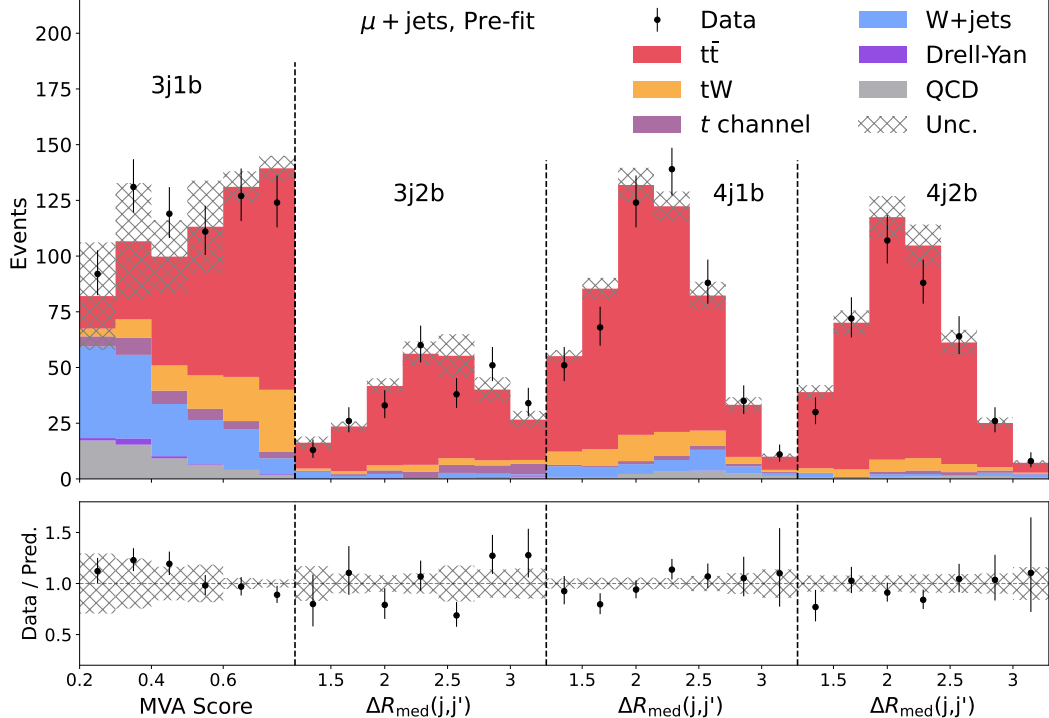 μ + jets, Pre-fit
Data
tt̄
tW
t channel
W+jets
Drell-Yan
QCD
Unc.
3j1b
3j2b
4j1b
4j2b
Events
200
175
150
125
100
75
50
25
0
Data / Pred.
1.5
1.0
0.5
0.2 0.4 0.6 1.5 2 2.5 3 1.5 2 2.5 3 1.5 2 2.5 3
MVA Score ΔR_med(j,j') ΔR_med(j,j') ΔR_med(j,j')